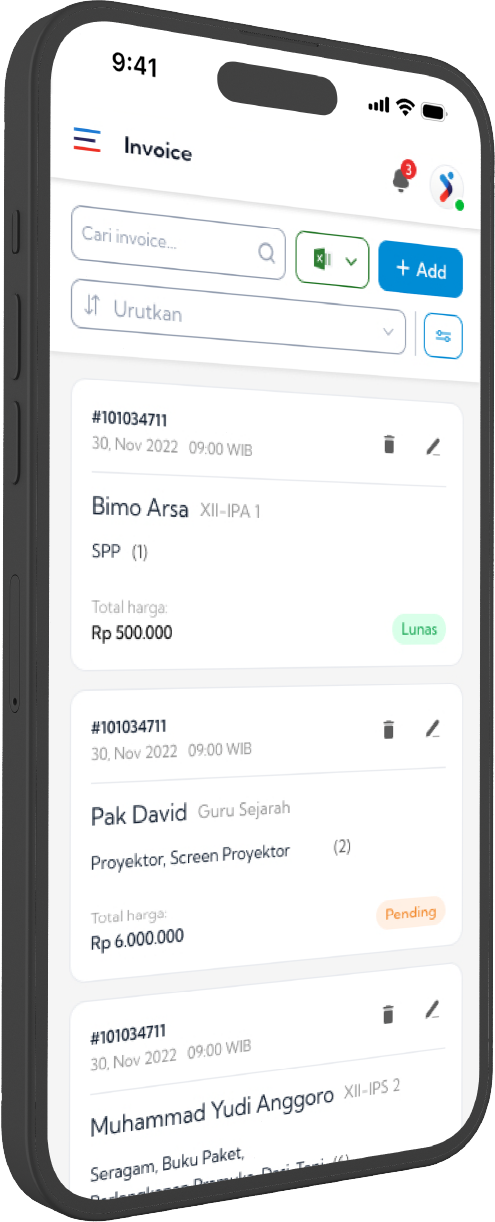 9:41
Invoice
3
Cari invoice...
+ Add
Urutkan
#101034711
30, Nov 2022 09:00 WIB
Bimo Arsa XII-IPA 1
SPP (1)
Total harga:
Rp 500.000
Lunas
#101034711
30, Nov 2022 09:00 WIB
Pak David Guru Sejarah
Proyektor, Screen Proyektor (2)
Total harga:
Rp 6.000.000
Pending
#101034711
30, Nov 2022 09:00 WIB
Muhammad Yudi Anggoro XII-IPS 2
Seragam, Buku Paket,